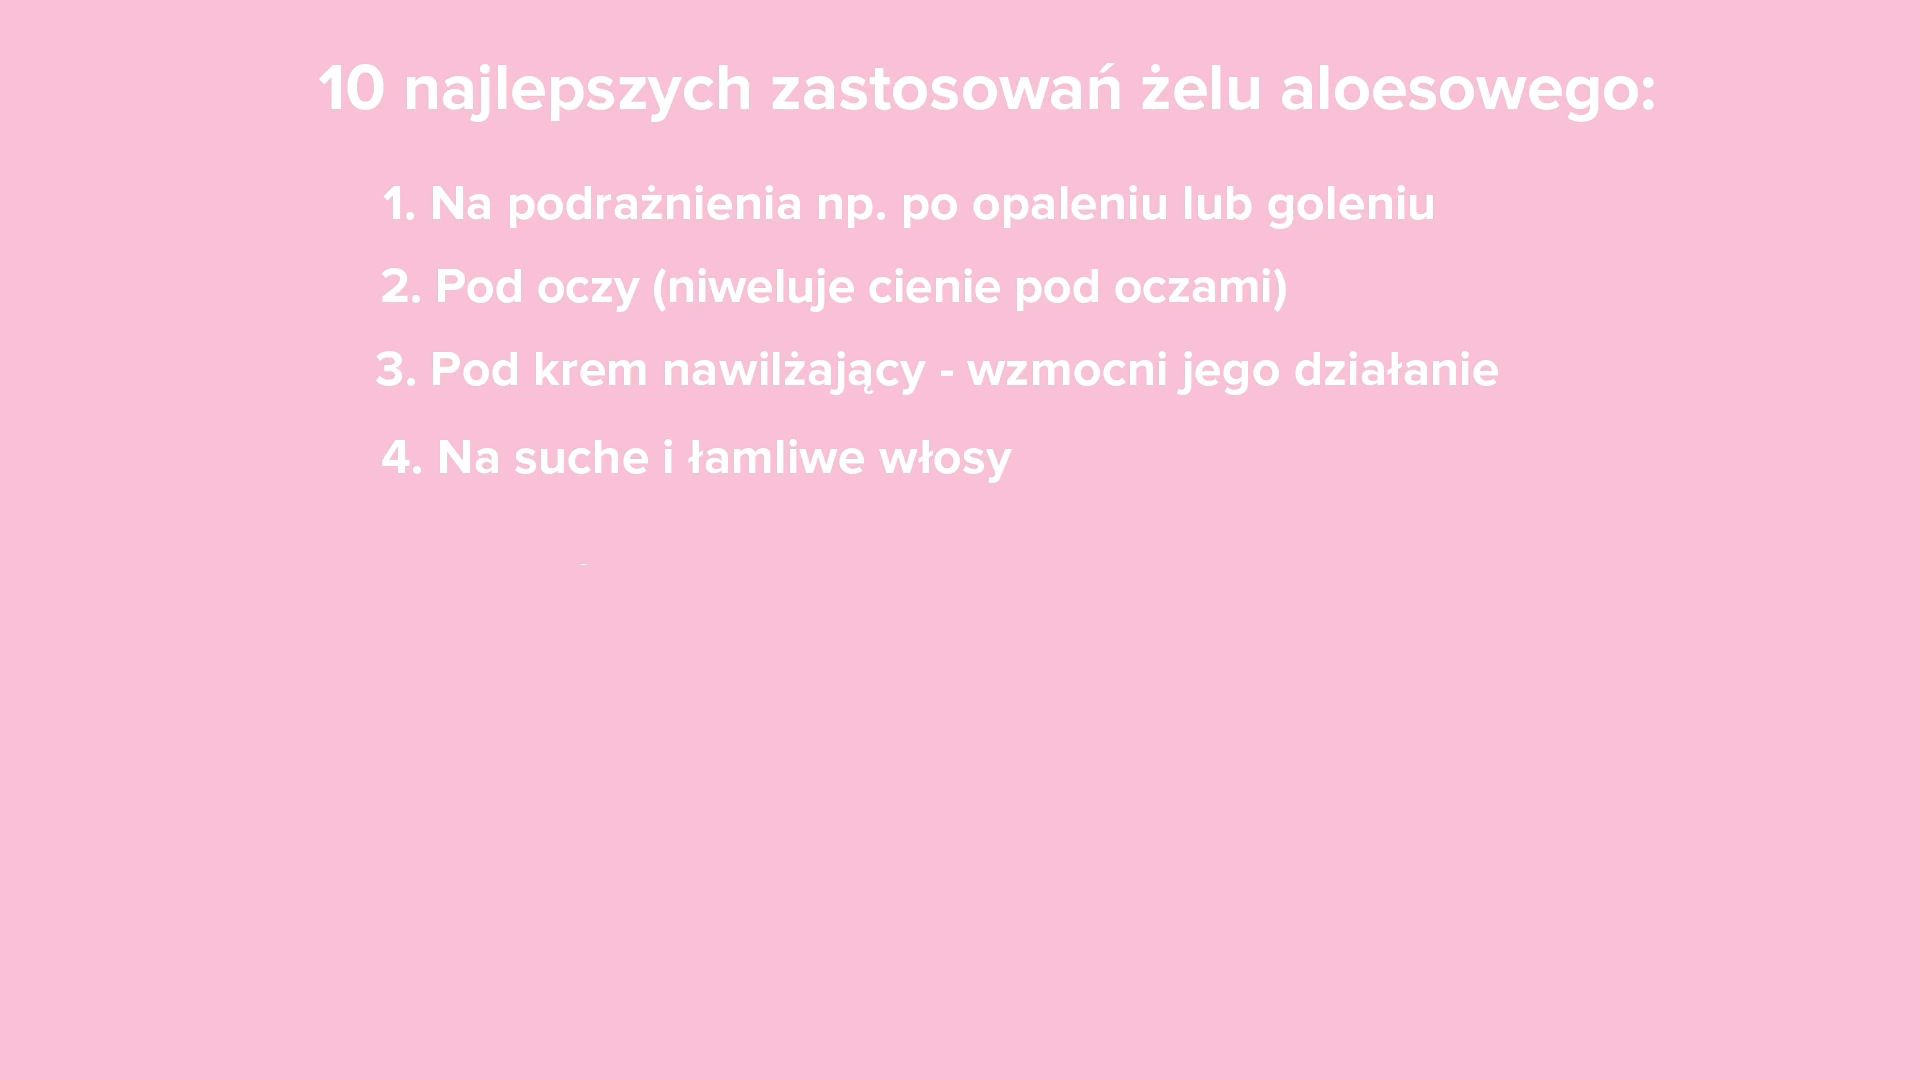 10 najlepszych zastosowań żelu aloesowego:
1. Na podrażnienia np. po opaleniu lub goleniu
2. Pod oczy (niweluje cienie pod oczami)
3. Pod krem nawilżający - wzmocni jego działanie
4. Na suche i łamliwe włosy